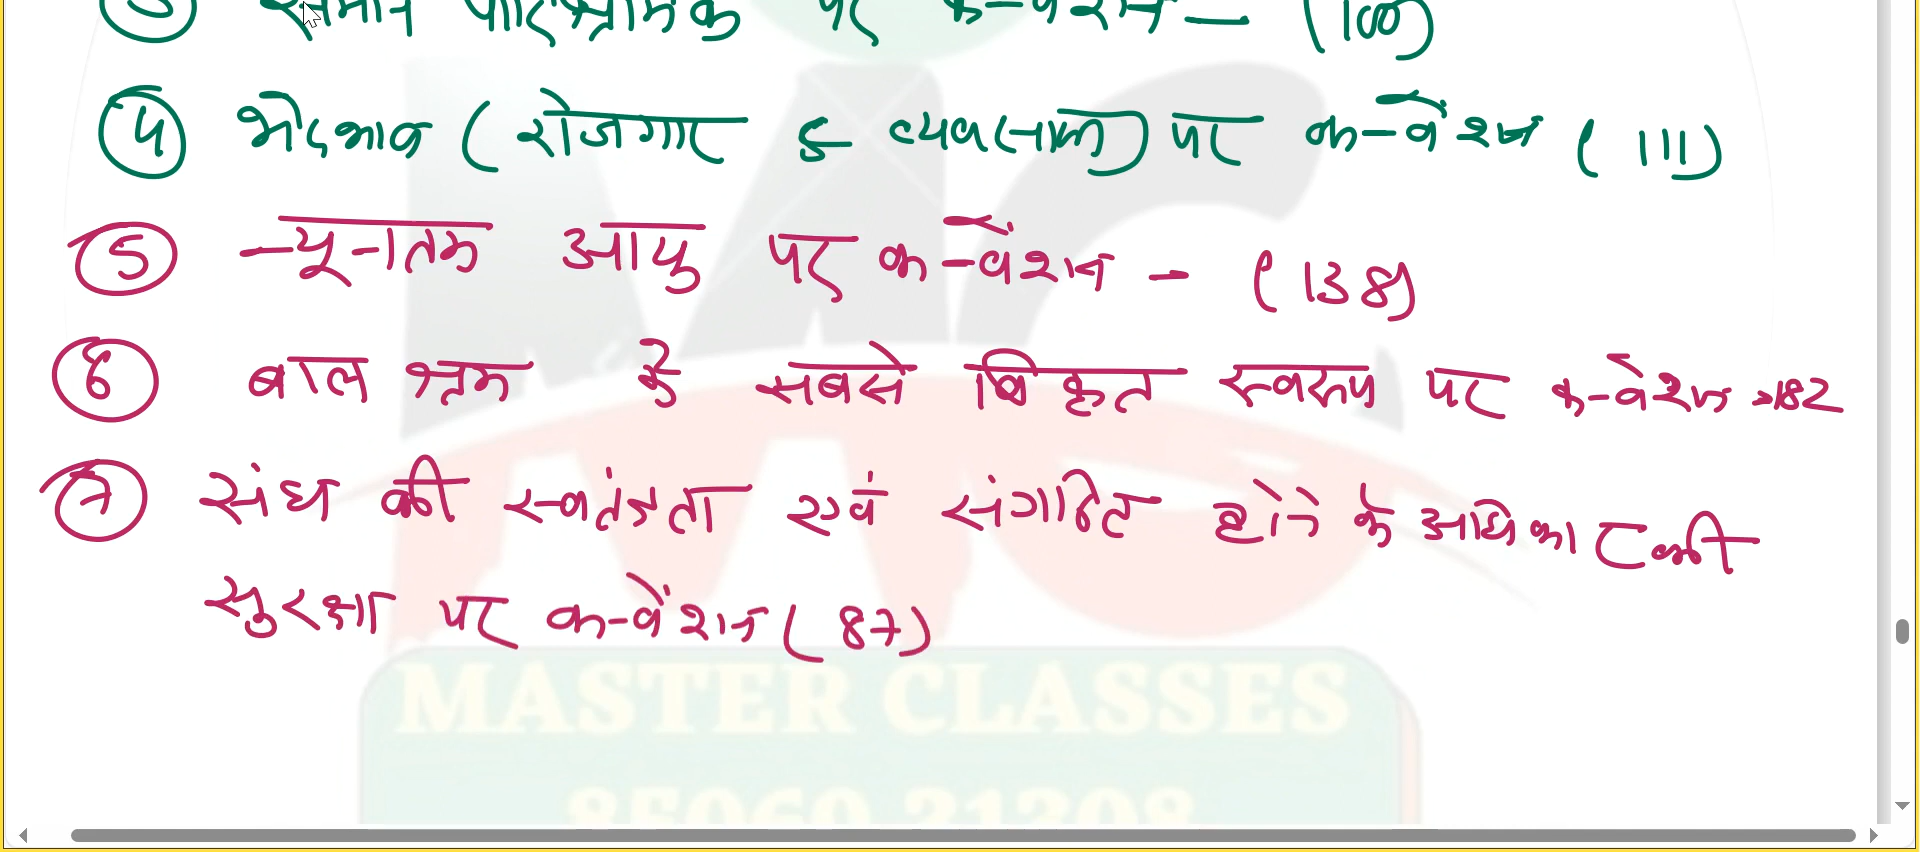 ③ समान पारिश्रमिक पर कन्वेंशन — (100)
④ भेदभाव (रोजगार & व्यवसाय) पर कन्वेंशन (111)
⑤ न्यूनतम आयु पर कन्वेंशन - (138)
⑥ बाल श्रम के सबसे विकृत स्वरूप पर कन्वेंशन → 182
⑦ संघ की स्वतंत्रता एवं संगठित होने के अधिकार की
सुरक्षा पर कन्वेंशन (87)
MASTER CLASSES